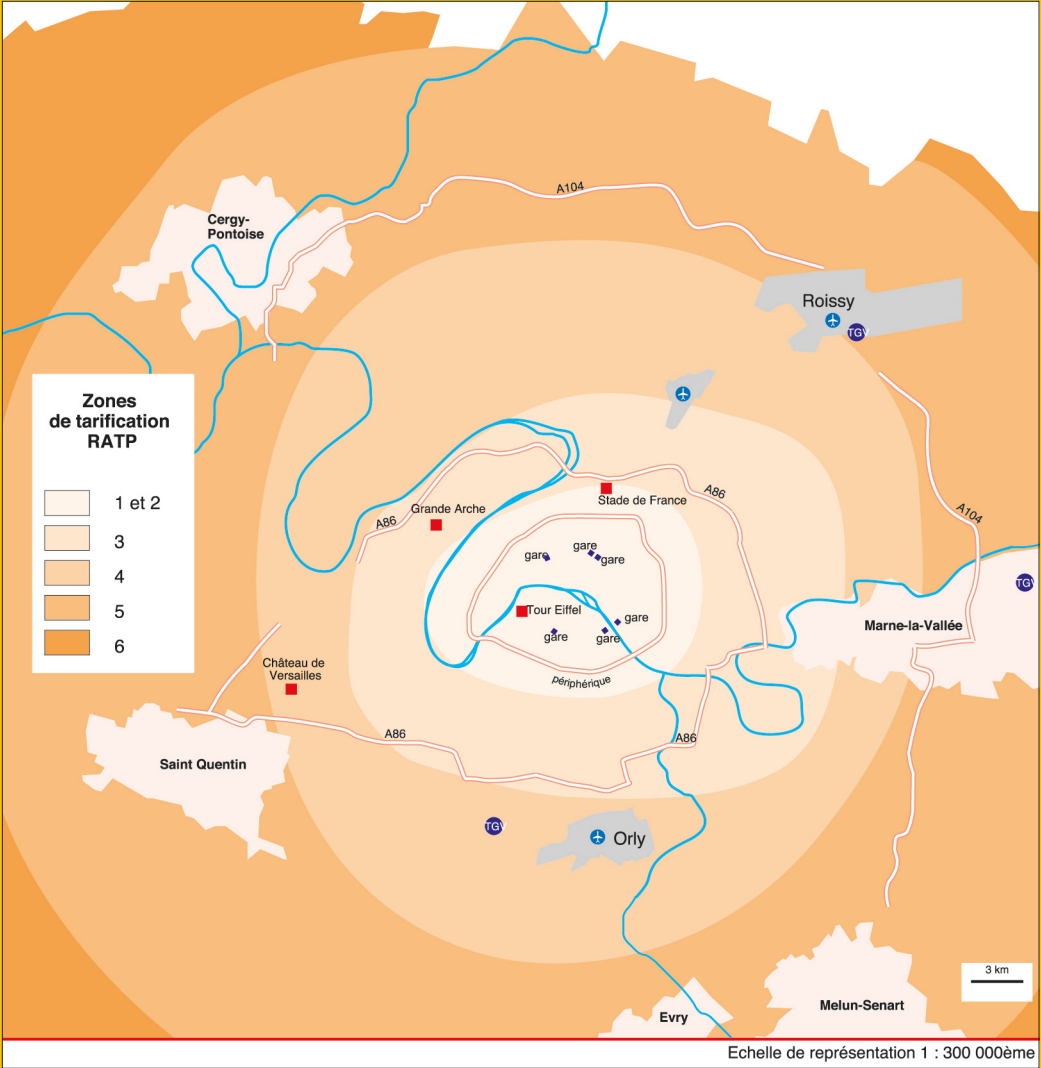 A104
Cergy-
Pontoise
Roissy
TGV
Zones
de tarification
RATP
1 et 2
3
4
5
6
A86
Grande Arche
Stade de France
A86
A104
gare
gare
gare
TGV
Tour Eiffel
gare
gare
gare
Marne-la-Vallée
périphérique
Château de
Versailles
A86
A86
Saint Quentin
TGV
Orly
3 km
Melun-Senart
Evry
Echelle de représentation 1 : 300 000ème